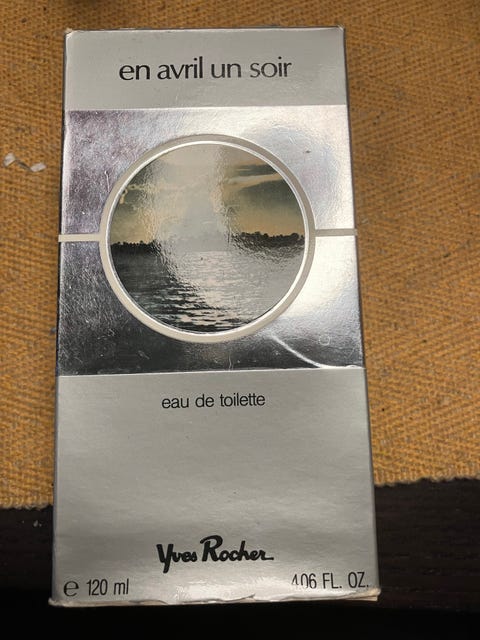 en avril un soir
eau de toilette
Yves Rocher
℮ 120 ml
4.06 FL. OZ.